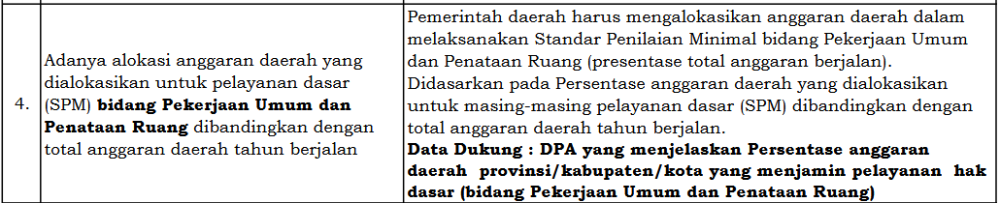 4.
Adanya alokasi anggaran daerah yang
dialokasikan untuk pelayanan dasar
(SPM) bidang Pekerjaan Umum dan
Penataan Ruang dibandingkan dengan
total anggaran daerah tahun berjalan
Pemerintah daerah harus mengalokasikan anggaran daerah dalam
melaksanakan Standar Penilaian Minimal bidang Pekerjaan Umum
dan Penataan Ruang (presentase total anggaran berjalan).
Didasarkan pada Persentase anggaran daerah yang dialokasikan
untuk masing-masing pelayanan dasar (SPM) dibandingkan dengan
total anggaran daerah tahun berjalan.
Data Dukung : DPA yang menjelaskan Persentase anggaran
daerah provinsi/kabupaten/kota yang menjamin pelayanan hak
dasar (bidang Pekerjaan Umum dan Penataan Ruang)